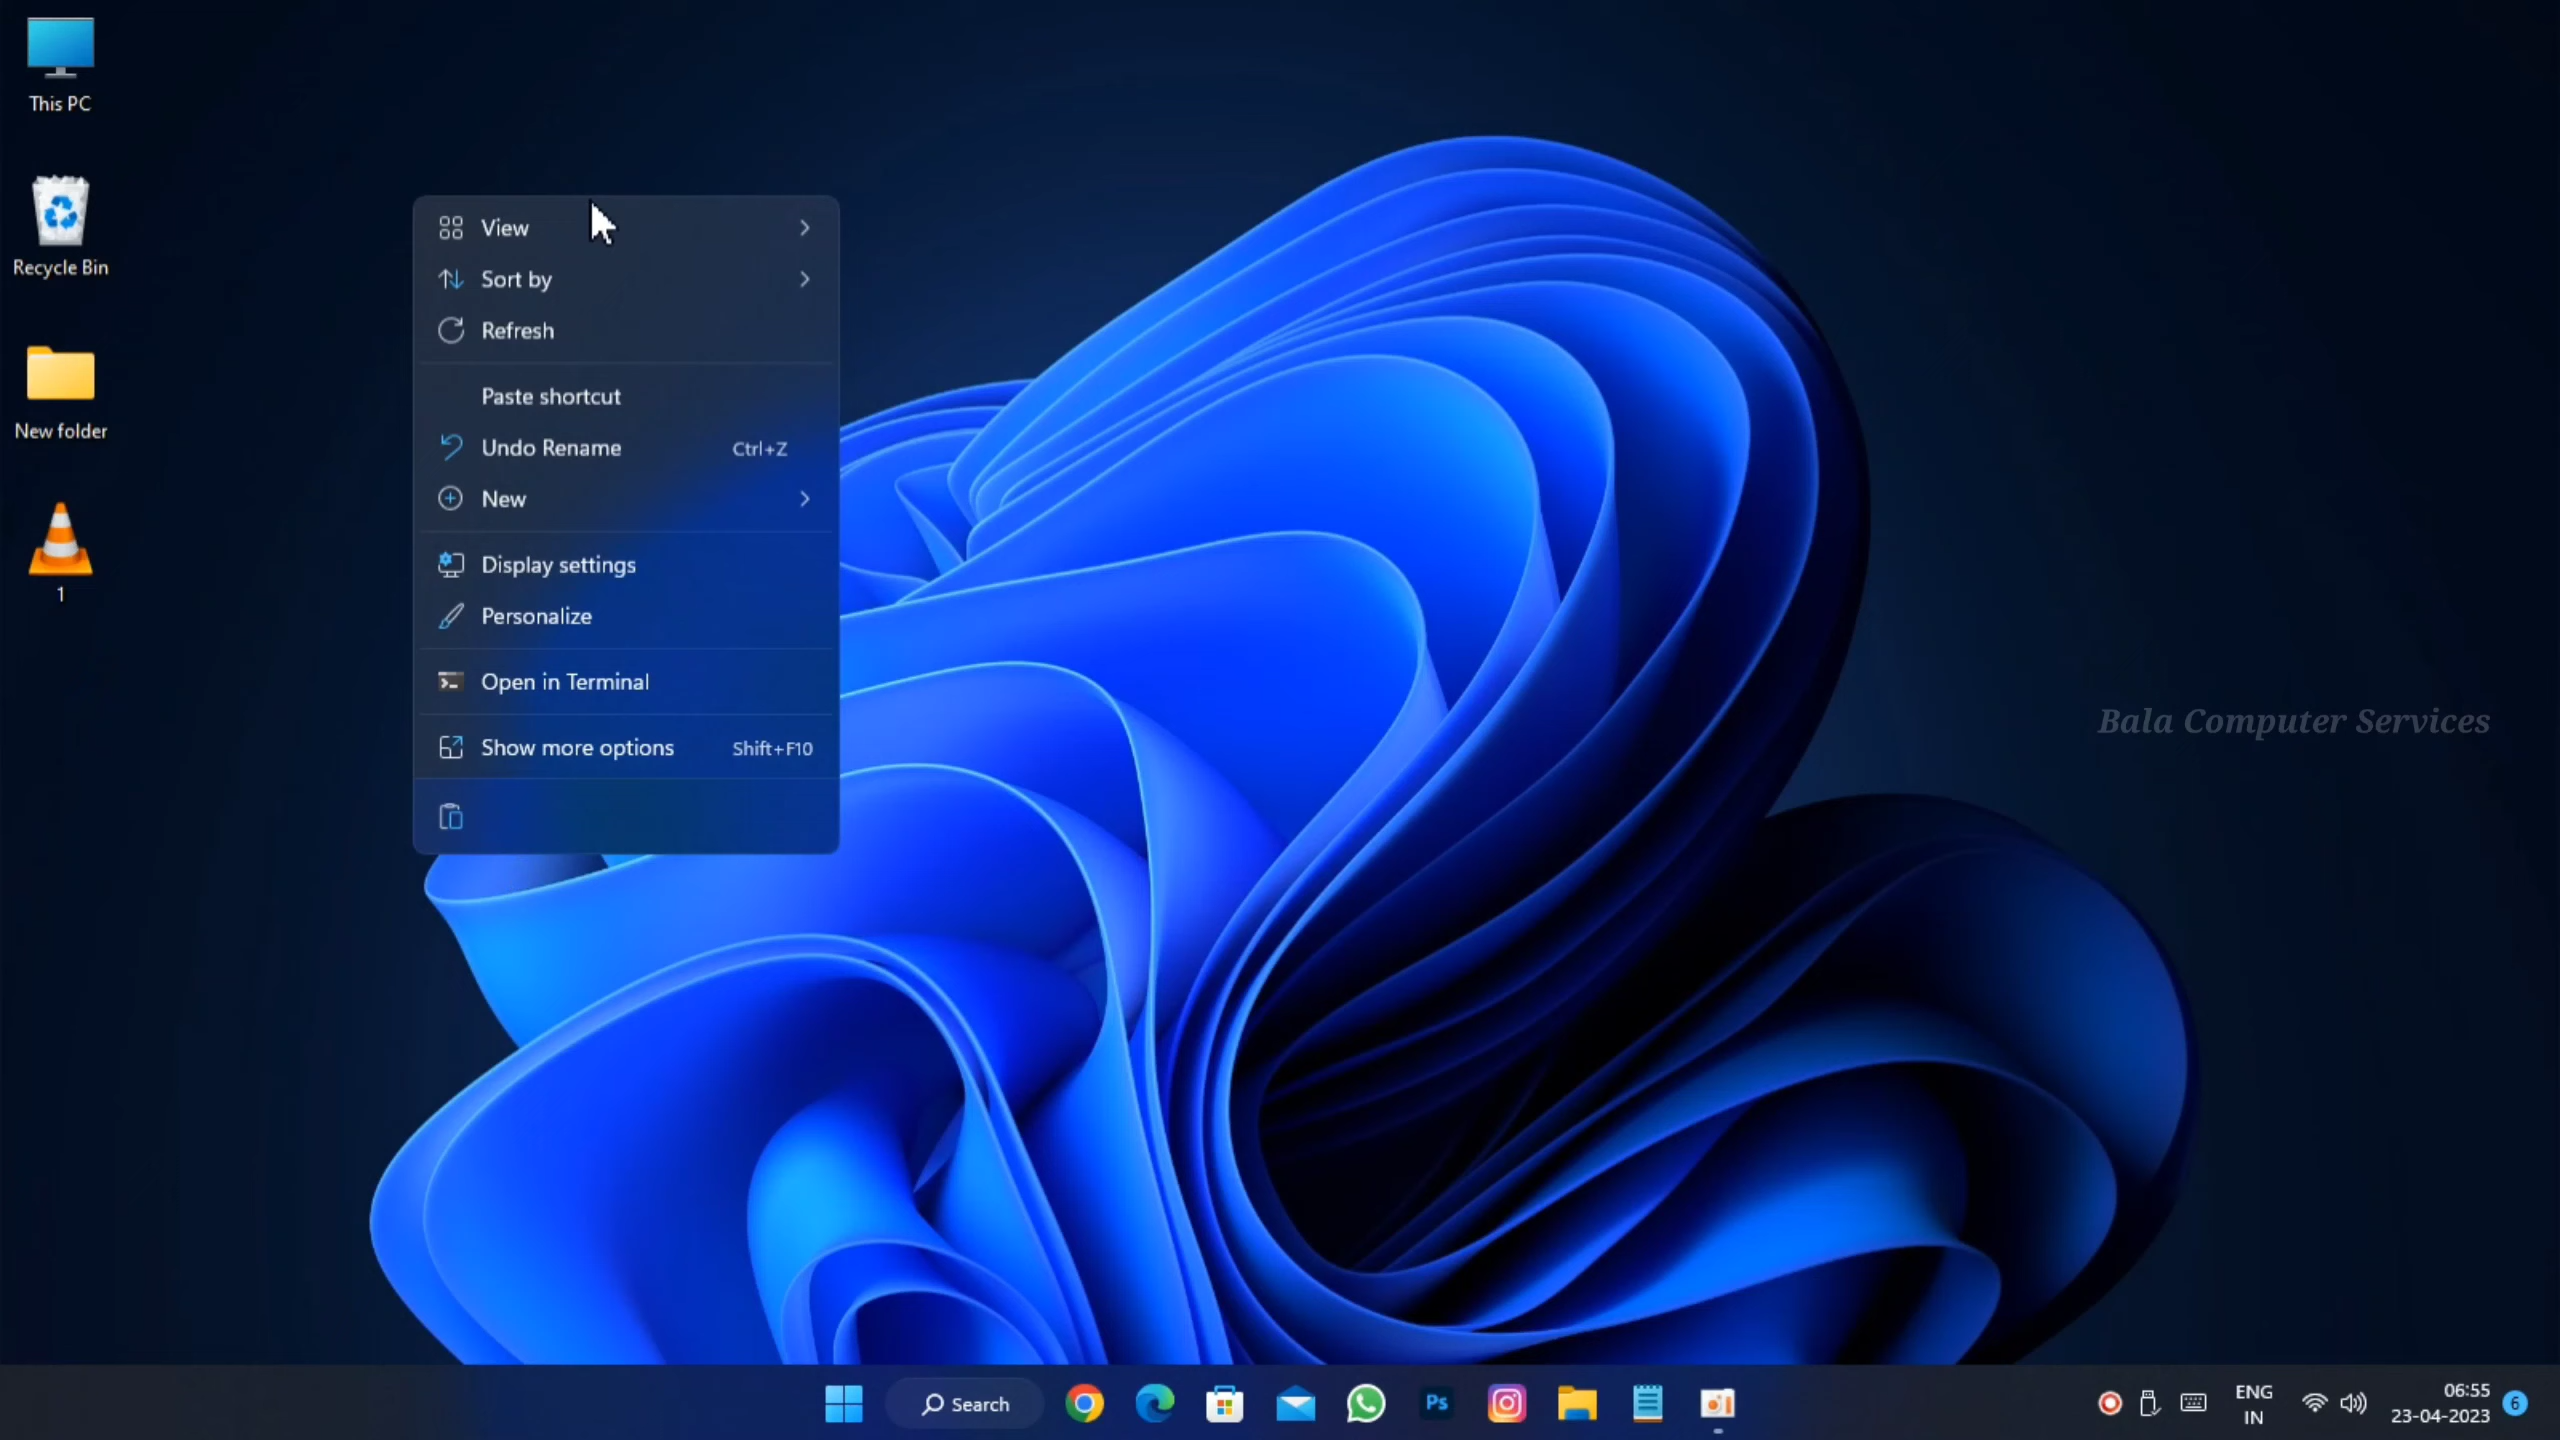 This PC
Recycle Bin
New folder
1
View
Sort by
Refresh
Paste shortcut
Undo Rename Ctrl+Z
New
Display settings
Personalize
Open in Terminal
Show more options Shift+F10
Bala Computer Services
Search
Ps
ENG
IN
06:55
23-04-2023
6